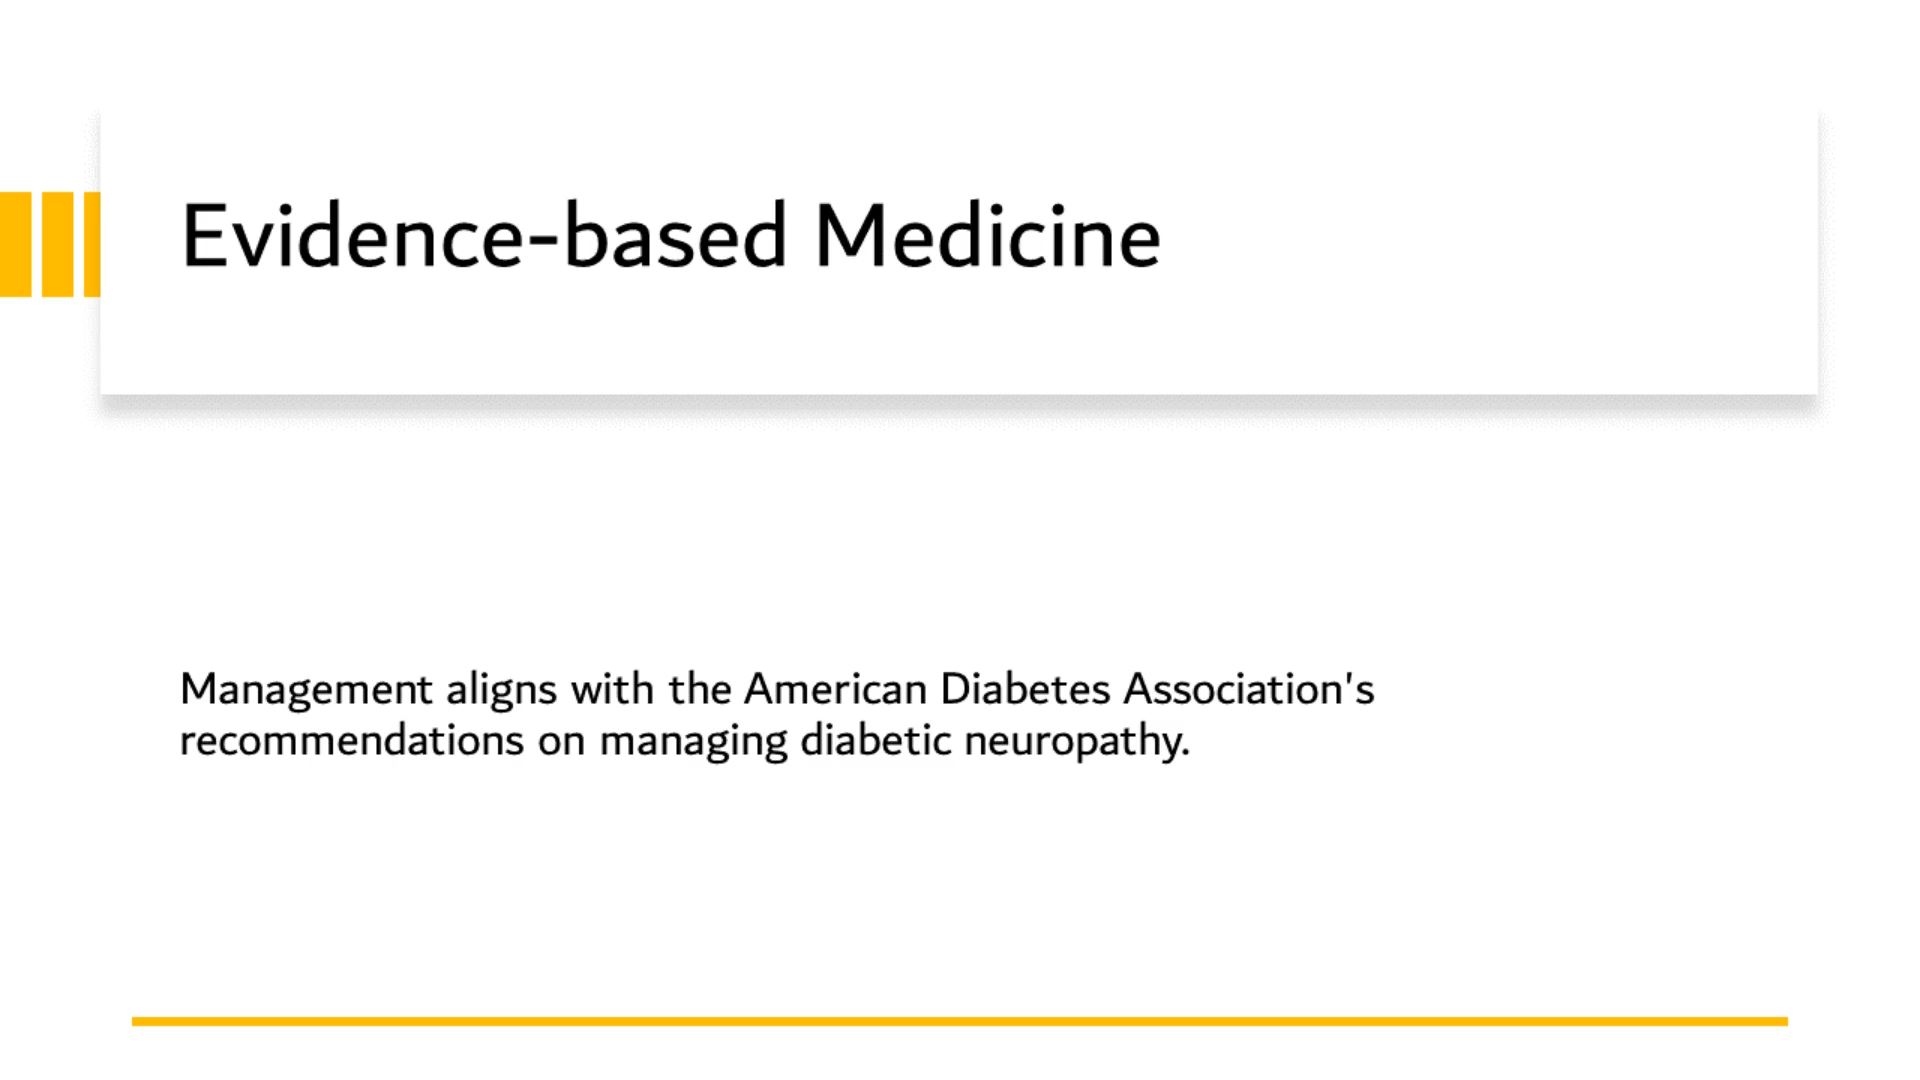 Evidence-based Medicine
Management aligns with the American Diabetes Association's
recommendations on managing diabetic neuropathy.